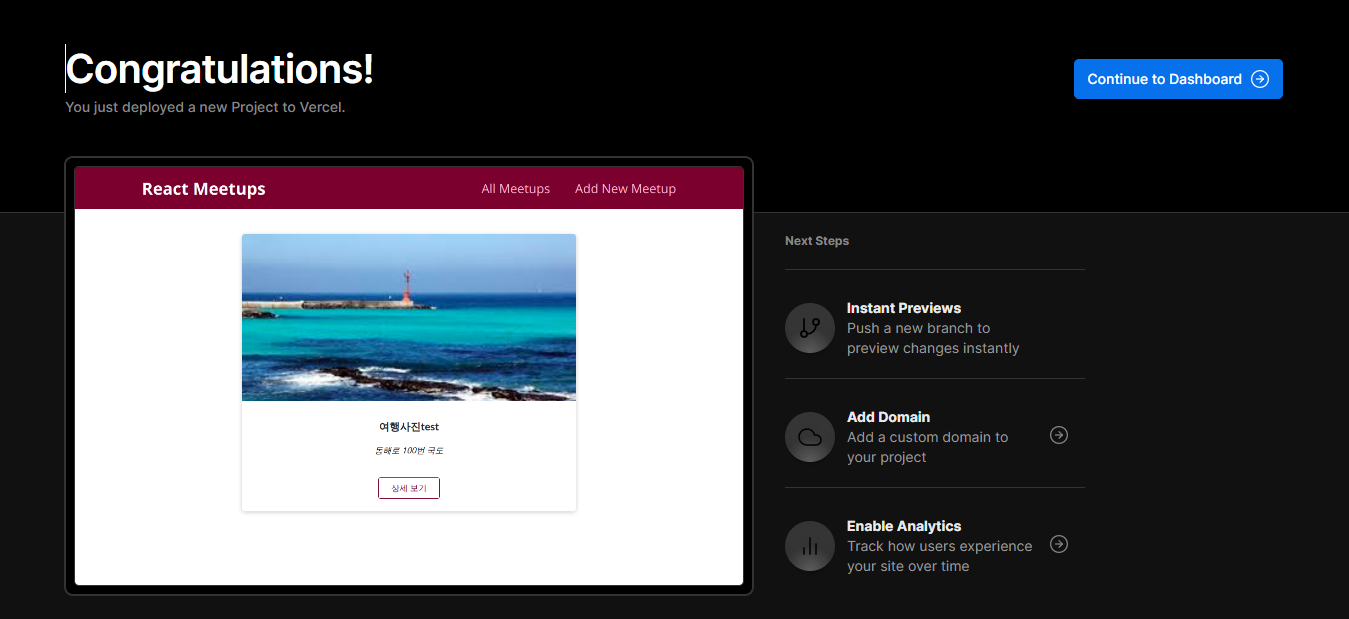 Congratulations!
You just deployed a new Project to Vercel.
Continue to Dashboard
React Meetups
All Meetups
Add New Meetup
여행사진test
동해로 100번 국도
상세 보기
Next Steps
Instant Previews
Push a new branch to
preview changes instantly
Add Domain
Add a custom domain to
your project
Enable Analytics
Track how users experience
your site over time